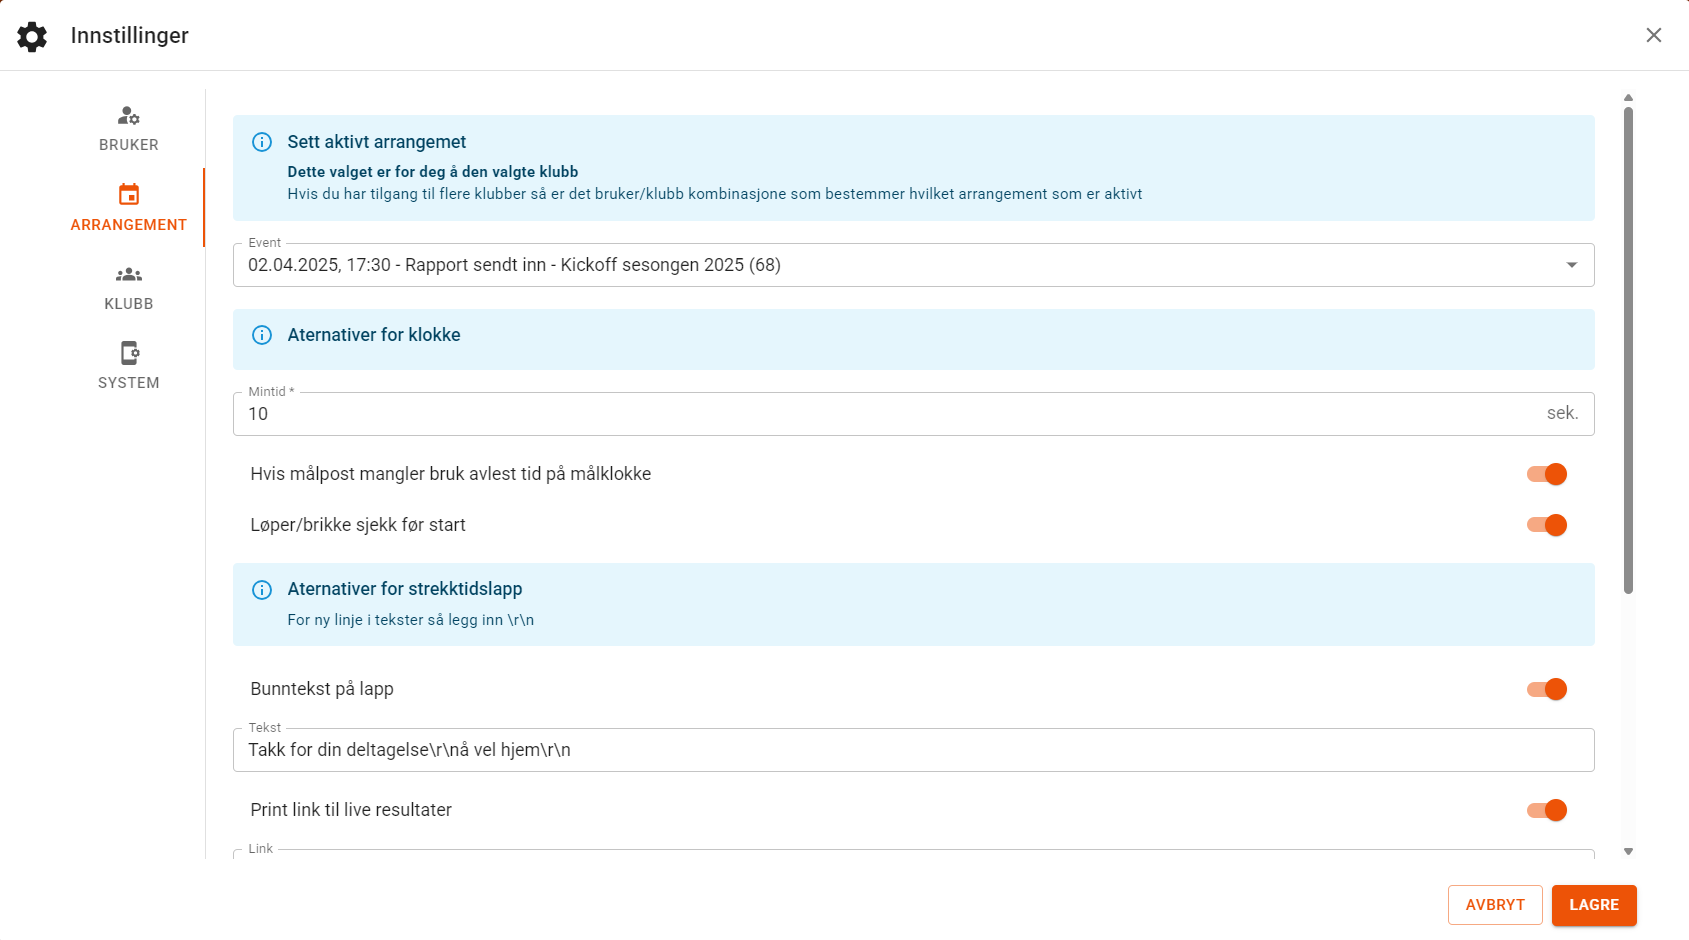 Innstillinger
BRUKER
ARRANGEMENT
KLUBB
SYSTEM
Sett aktivt arrangemet
Dette valget er for deg å den valgte klubb
Hvis du har tilgang til flere klubber så er det bruker/klubb kombinasjone som bestemmer hvilket arrangement som er aktivt
Event
02.04.2025, 17:30 - Rapport sendt inn - Kickoff sesongen 2025 (68)
Aternativer for klokke
Mintid *
10 sek.
Hvis målpost mangler bruk avlest tid på målklokke
Løper/brikke sjekk før start
Aternativer for strekktidslapp
For ny linje i tekster så legg inn \r\n
Bunntekst på lapp
Tekst
Takk for din deltagelse\r\nå vel hjem\r\n
Print link til live resultater
Link
AVBRYT LAGRE